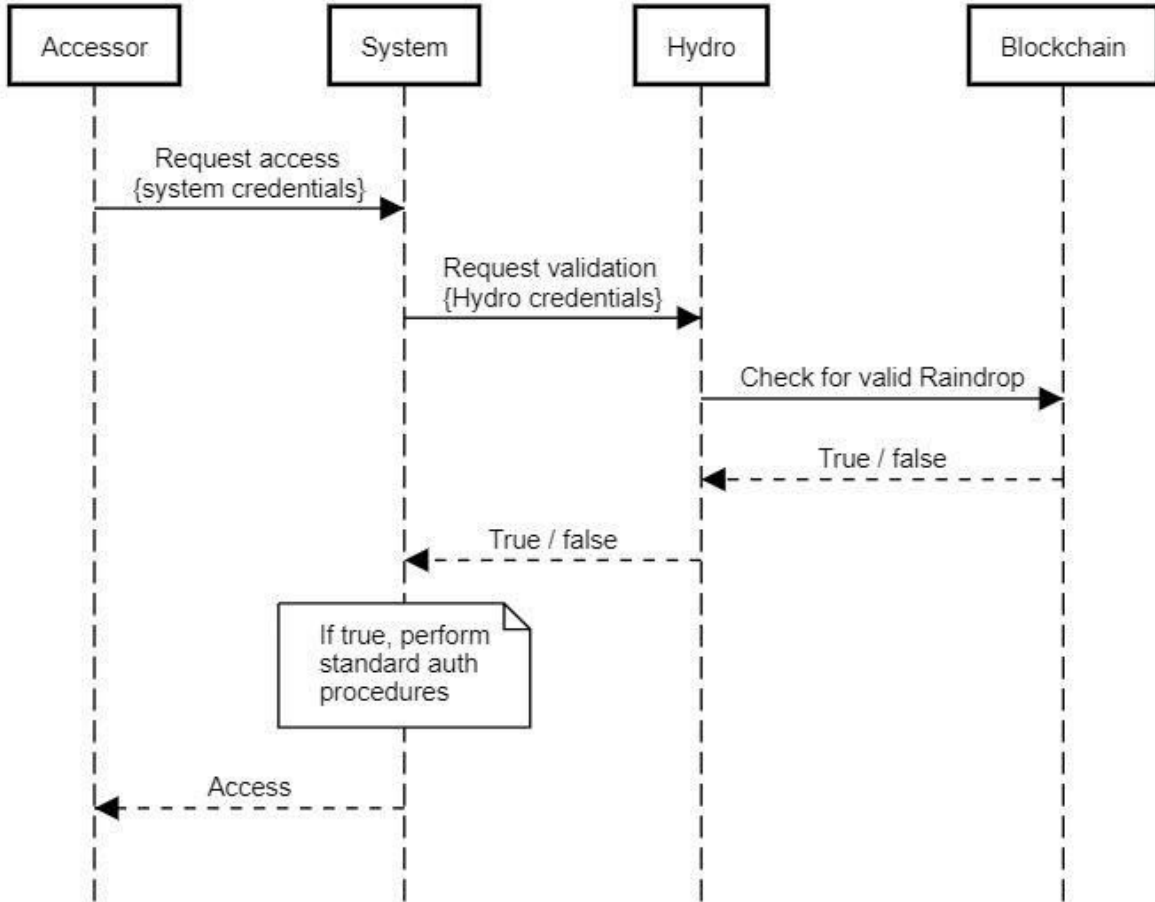 Accessor
System
Hydro
Blockchain
Request access
{system credentials}
Request validation
{Hydro credentials}
Check for valid Raindrop
True / false
True / false
If true, perform
standard auth
procedures
Access